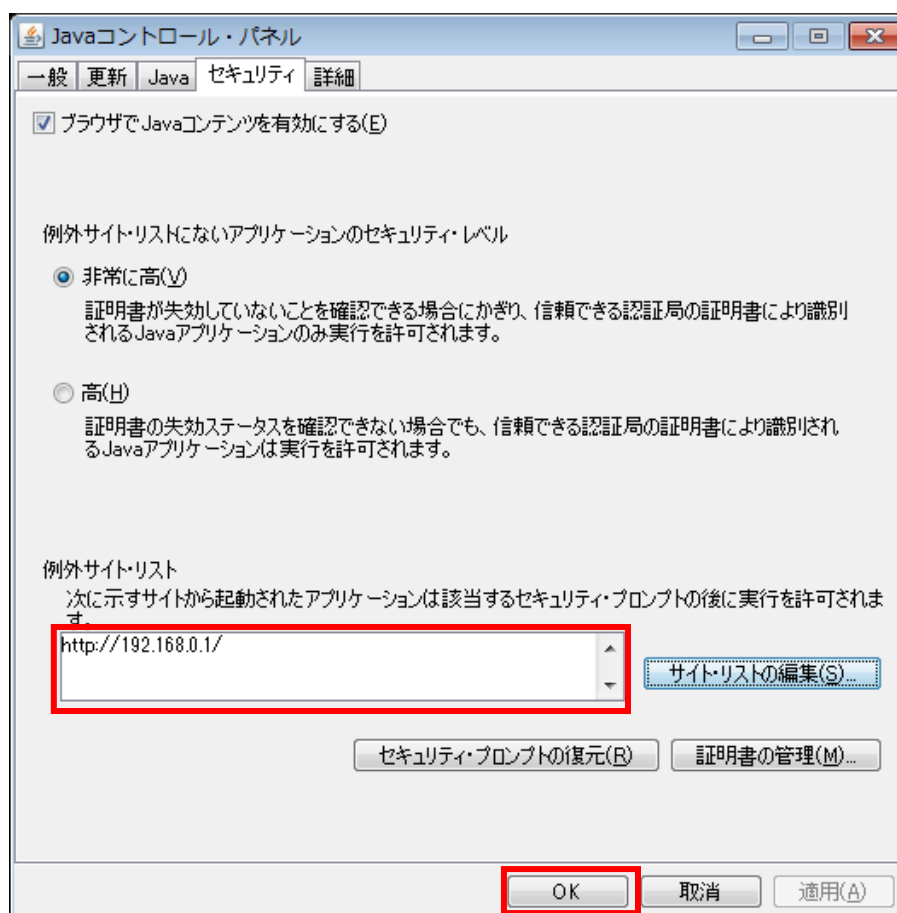 Javaコントロール・パネル
一般 更新 Java セキュリティ 詳細
ブラウザでJavaコンテンツを有効にする(E)
例外サイト・リストにないアプリケーションのセキュリティ・レベル
非常に高(V)
証明書が失効していないことを確認できる場合にかぎり、信頼できる認証局の証明書により識別
されるJavaアプリケーションのみ実行を許可されます。
高(H)
証明書の失効ステータスを確認できない場合でも、信頼できる認証局の証明書により識別され
るJavaアプリケーションは実行を許可されます。
例外サイト・リスト
次に示すサイトから起動されたアプリケーションは該当するセキュリティ・プロンプトの後に実行を許可されま
す。
http://192.168.0.1/
サイト・リストの編集(S)...
セキュリティ・プロンプトの復元(R) 証明書の管理(M)...
OK 取消 適用(A)